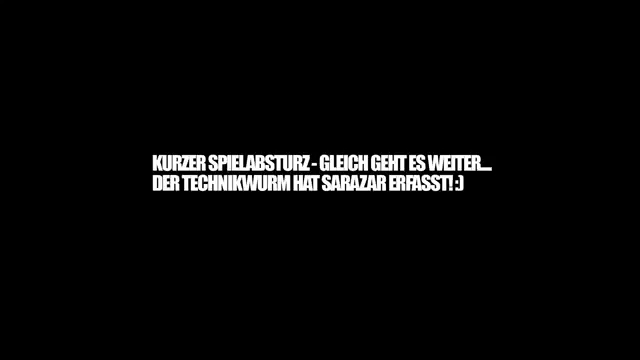 KURZER SPIELABSTURZ - GLEICH GEHT ES WEITER...
DER TECHNIKWURM HAT SARAZAR ERFASST! :)